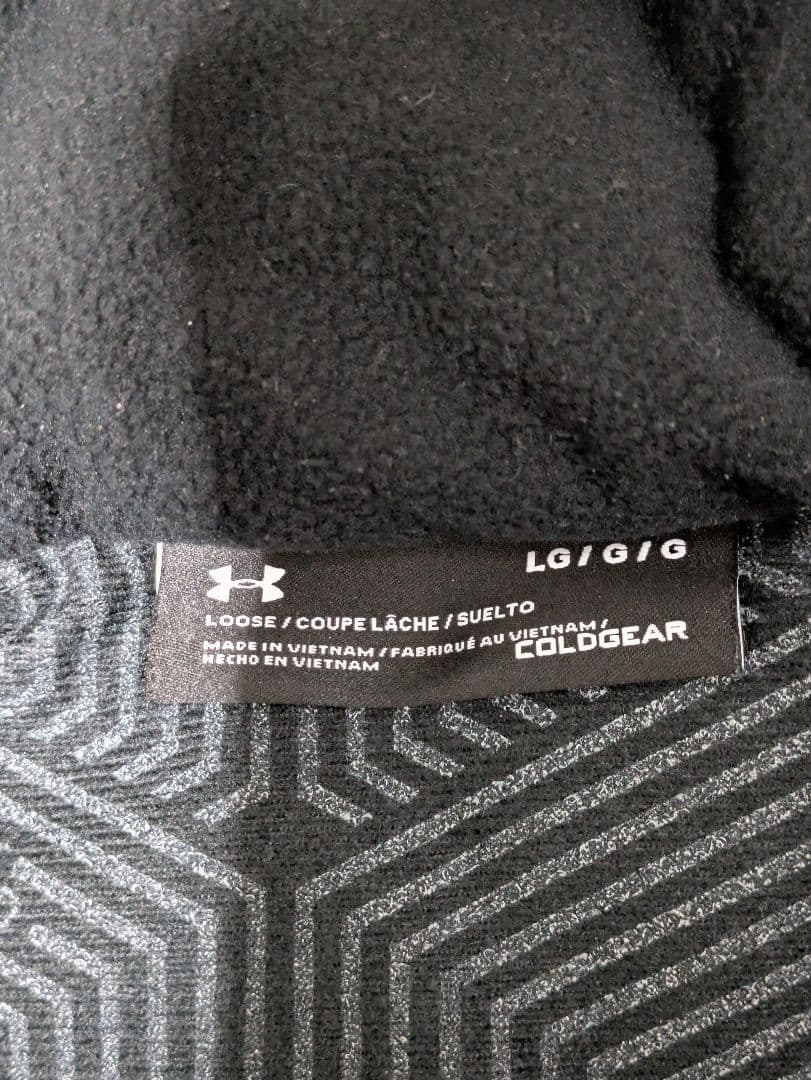 LG / G / G
LOOSE / COUPE LÂCHE / SUELTO
MADE IN VIETNAM / FABRIQUÉ AU VIETNAM /
HECHO EN VIETNAM
COLDGEAR